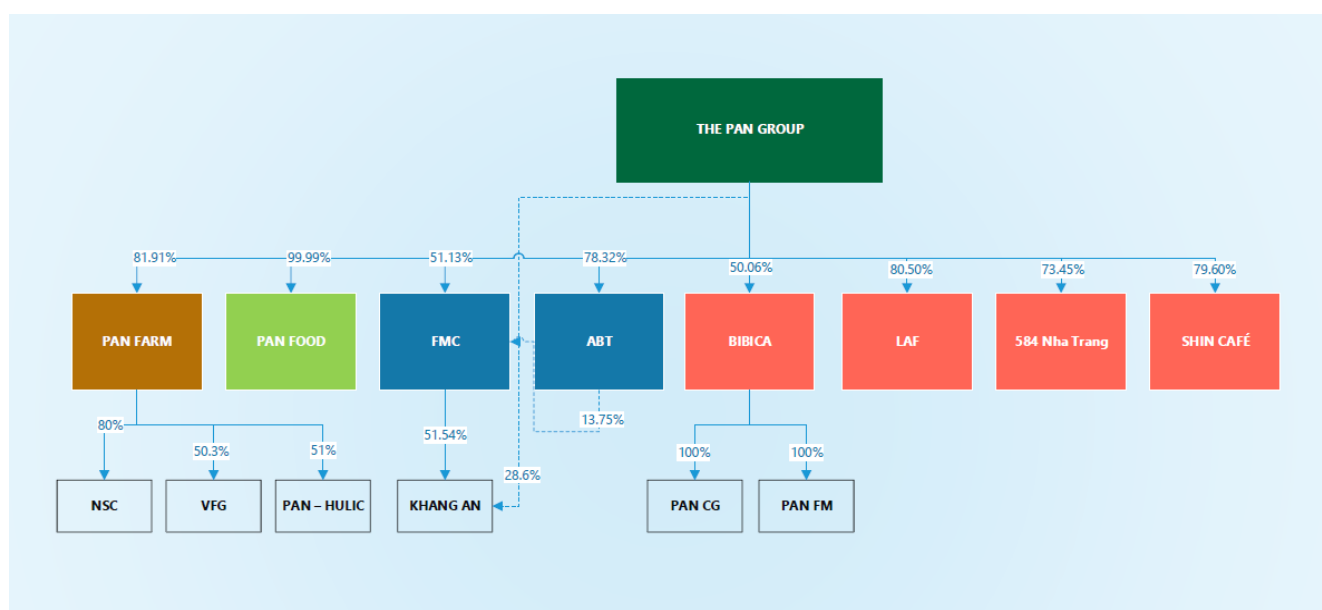 THE PAN GROUP
81.91%
99.99%
51.13%
78.32%
50.06%
80.50%
73.45%
79.60%
PAN FARM
PAN FOOD
FMC
ABT
BIBICA
LAF
584 Nha Trang
SHIN CAFÉ
80%
50.3%
51%
51.54%
13.75%
28.6%
100%
100%
NSC
VFG
PAN – HULIC
KHANG AN
PAN CG
PAN FM